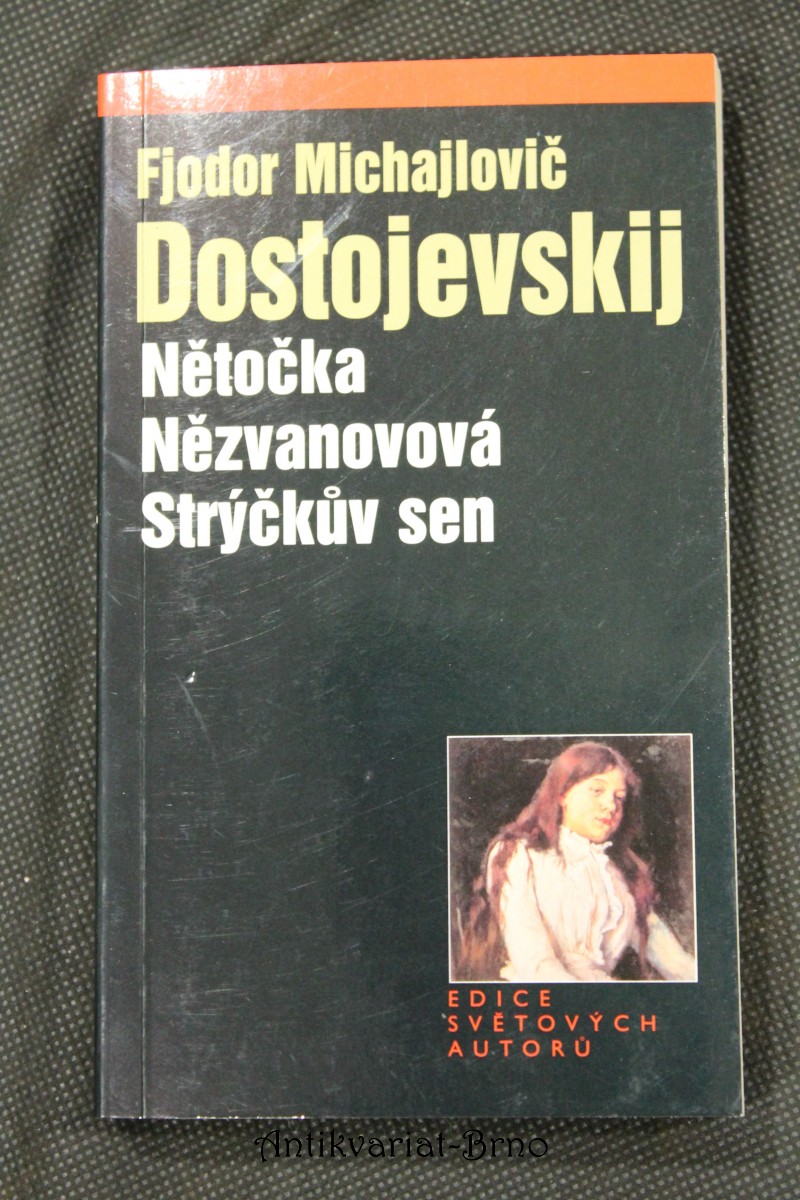 Fjodor Michajlovič
Dostojevskij
Nětočka
Nězvanovová
Strýčkův sen
EDICE
SVĚTOVÝCH
AUTORŮ
Antikvariat-Brno